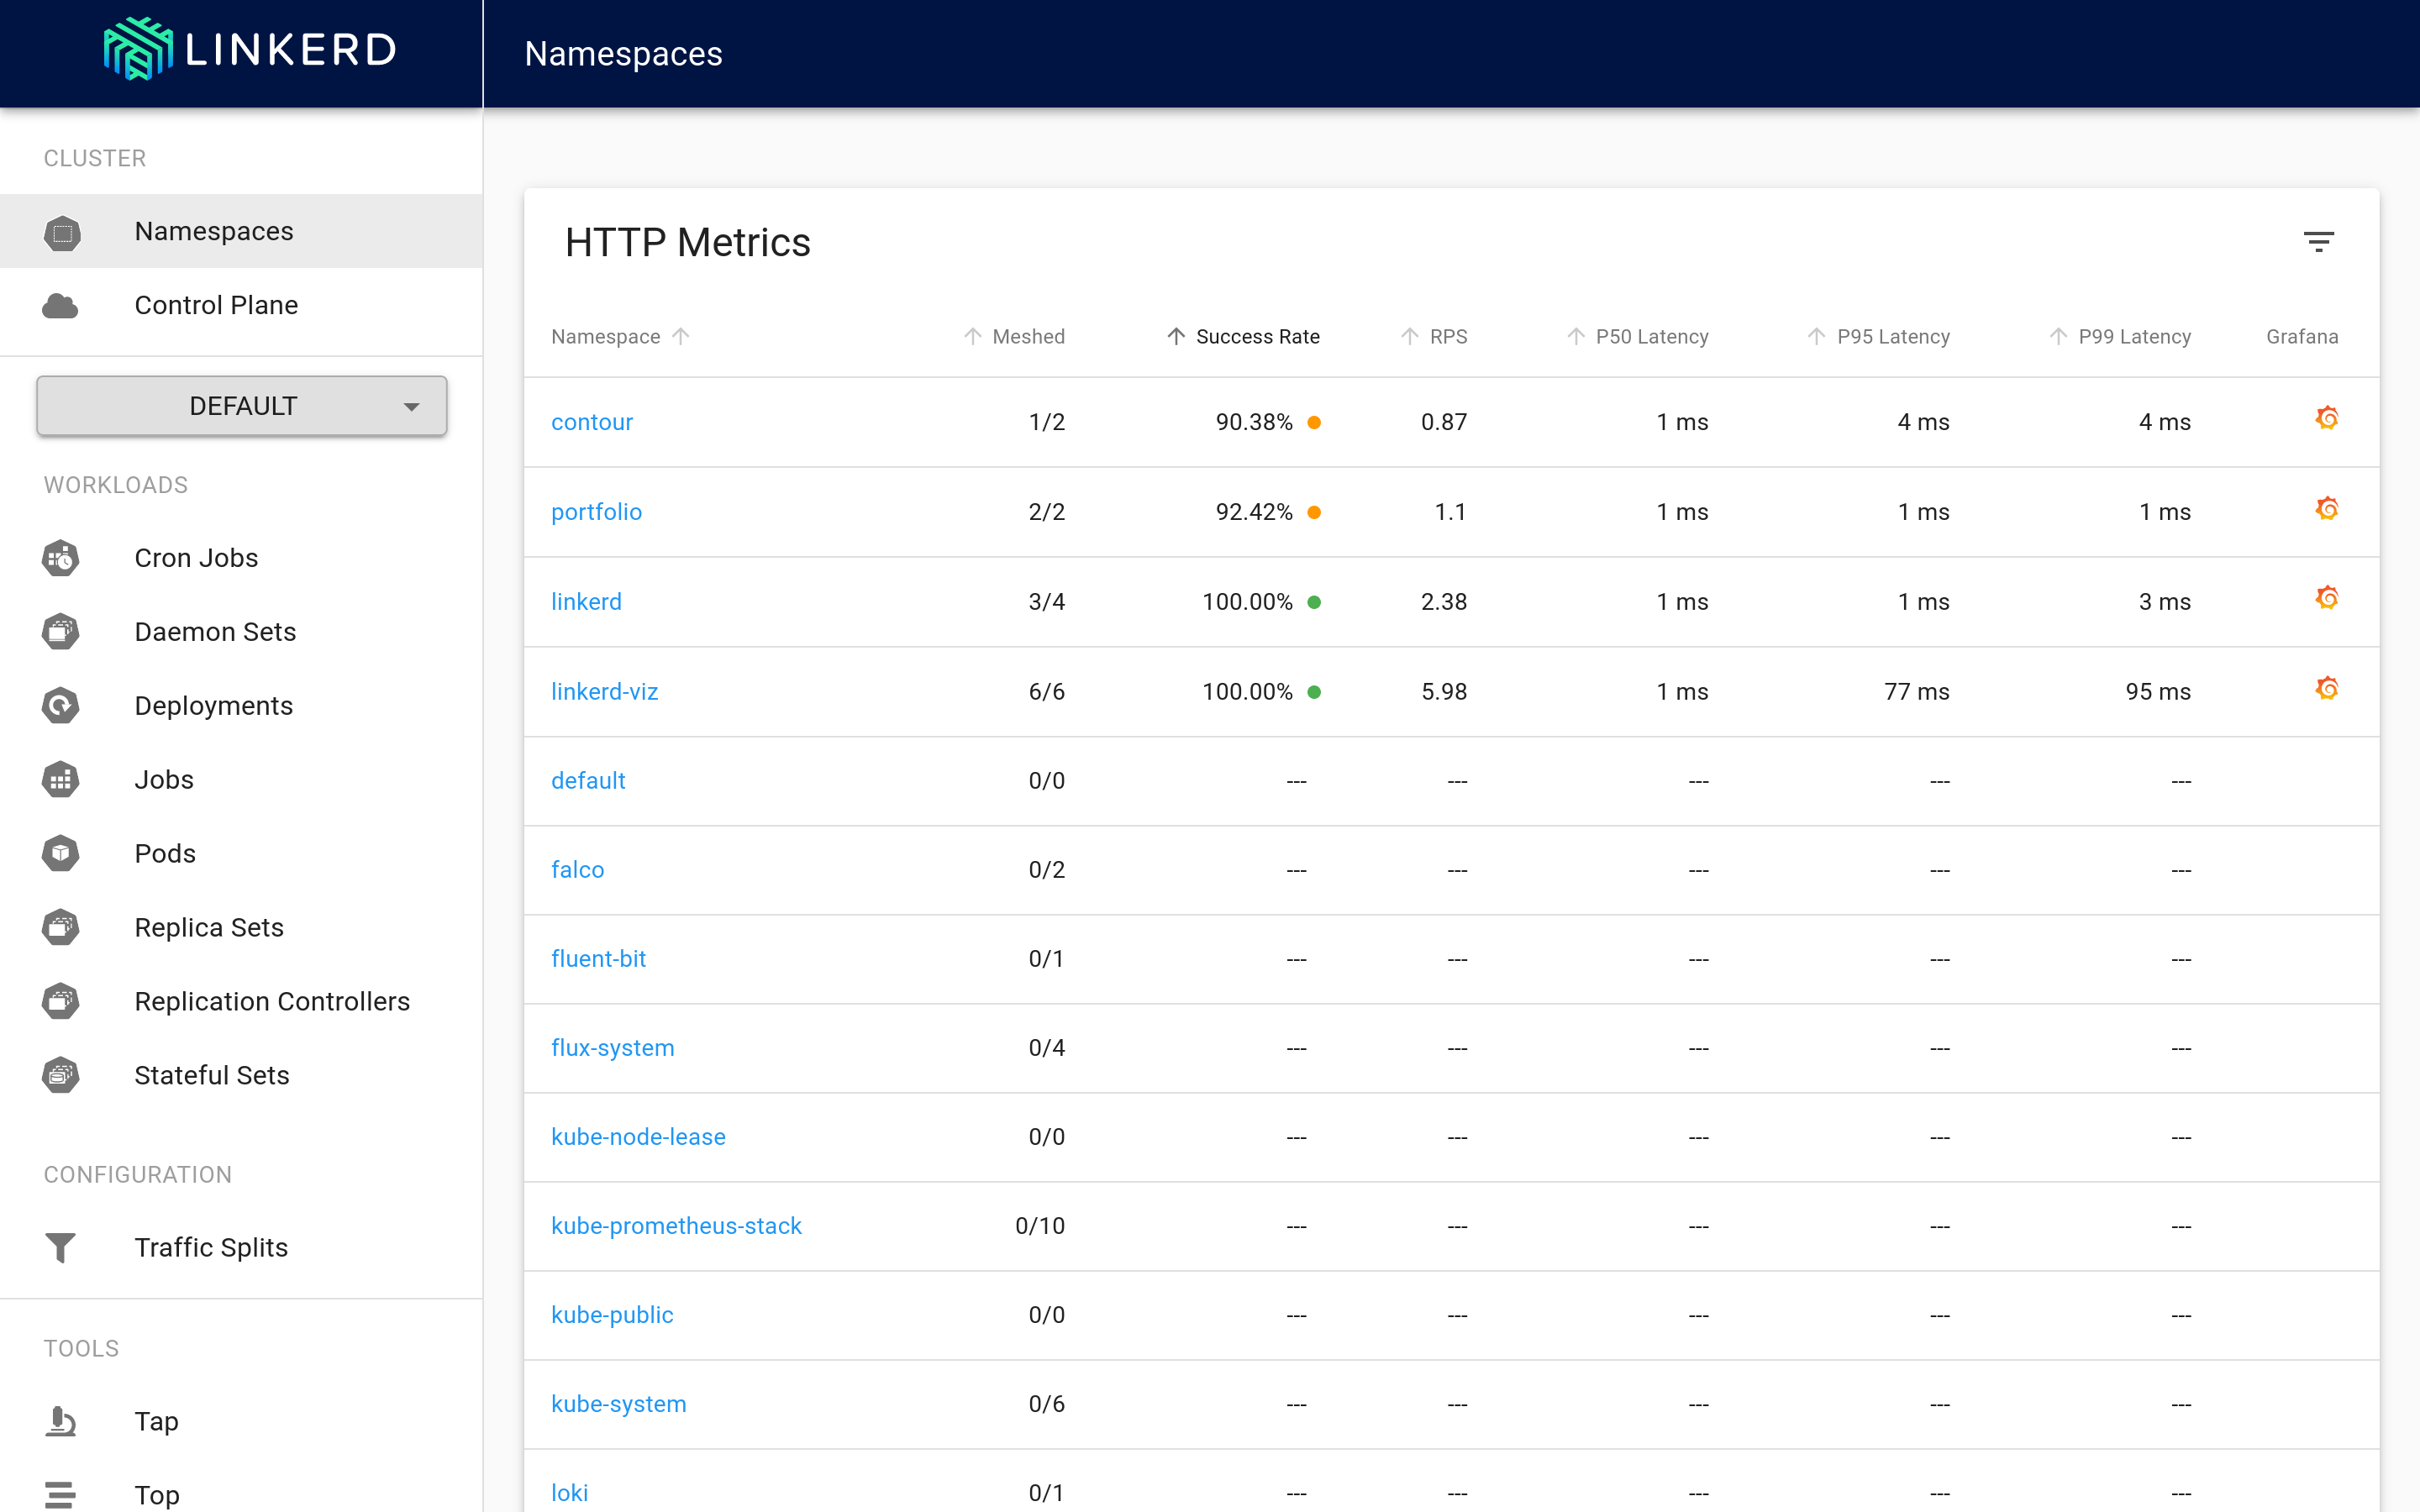 LINKERD
Namespaces
CLUSTER
Namespaces
Control Plane
DEFAULT
WORKLOADS
Cron Jobs
Daemon Sets
Deployments
Jobs
Pods
Replica Sets
Replication Controllers
Stateful Sets
CONFIGURATION
Traffic Splits
TOOLS
Tap
Top
HTTP Metrics
Namespace Meshed Success Rate RPS P50 Latency P95 Latency P99 Latency Grafana
contour 1/2 90.38% 0.87 1 ms 4 ms 4 ms
portfolio 2/2 92.42% 1.1 1 ms 1 ms 1 ms
linkerd 3/4 100.00% 2.38 1 ms 1 ms 3 ms
linkerd-viz 6/6 100.00% 5.98 1 ms 77 ms 95 ms
default 0/0 --- --- --- --- ---
falco 0/2 --- --- --- --- ---
fluent-bit 0/1 --- --- --- --- ---
flux-system 0/4 --- --- --- --- ---
kube-node-lease 0/0 --- --- --- --- ---
kube-prometheus-stack 0/10 --- --- --- --- ---
kube-public 0/0 --- --- --- --- ---
kube-system 0/6 --- --- --- --- ---
loki 0/1 --- --- --- --- ---